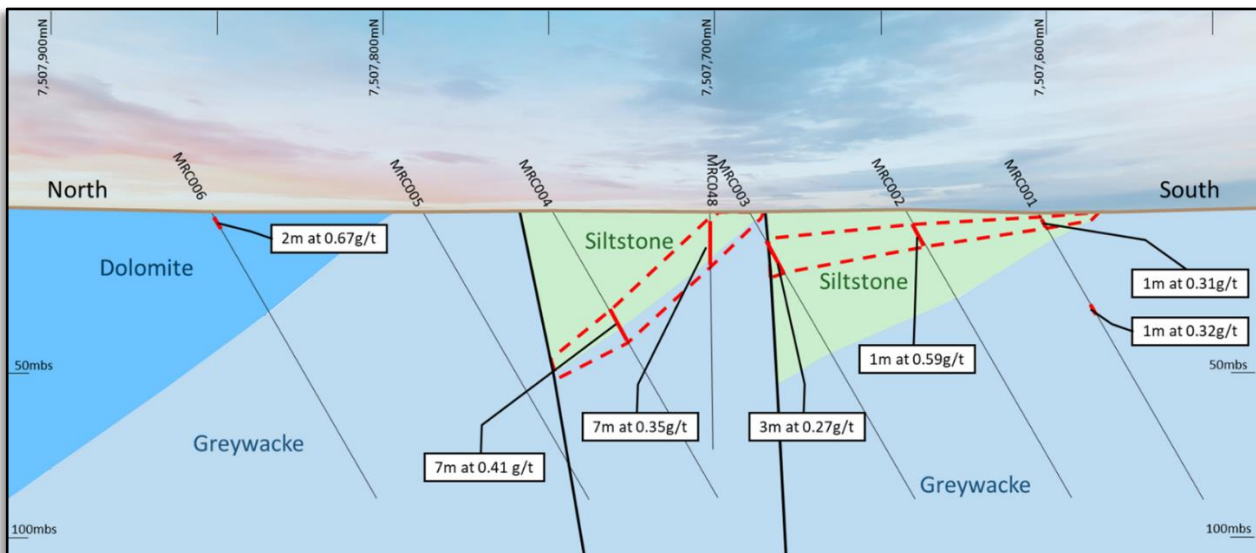 7,507,900mN
7,507,800mN
7,507,700mN
7,507,600mN
North
MRC006
MRC005
MRC004
MRC048
MRC003
MRC002
MRC001
South
2m at 0.67g/t
Siltstone
Dolomite
Siltstone
1m at 0.31g/t
1m at 0.32g/t
50mbs
1m at 0.59g/t
50mbs
7m at 0.35g/t
3m at 0.27g/t
Greywacke
7m at 0.41 g/t
Greywacke
100mbs
100mbs